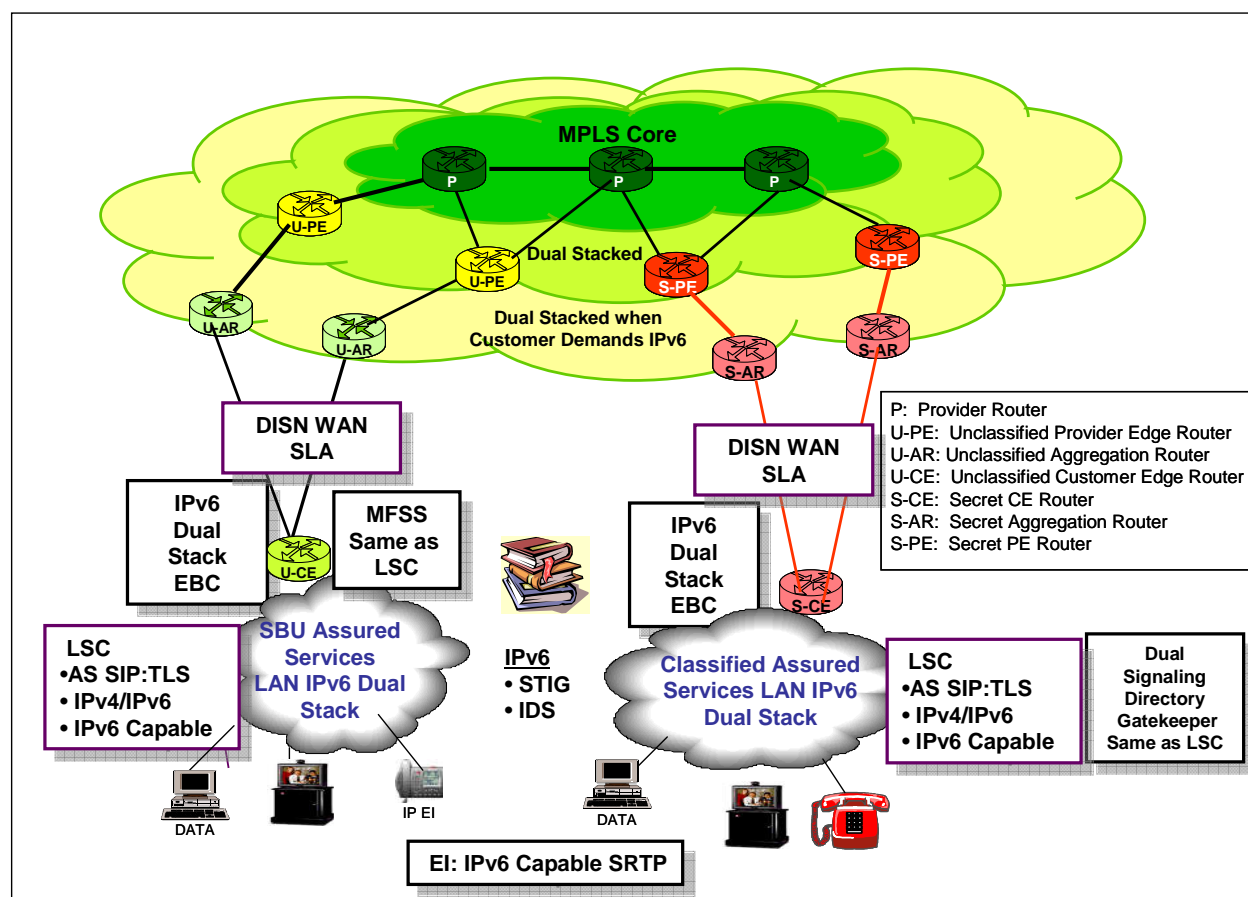 MPLS Core
P
P
P
U-PE
U-PE
Dual Stacked
S-PE
S-PE
U-AR
U-AR
Dual Stacked when
Customer Demands IPv6
S-AR
S-AR
DISN WAN
SLA
DISN WAN
SLA
P: Provider Router
U-PE: Unclassified Provider Edge Router
U-AR: Unclassified Aggregation Router
U-CE: Unclassified Customer Edge Router
S-CE: Secret CE Router
S-AR: Secret Aggregation Router
S-PE: Secret PE Router
IPv6
Dual
Stack
EBC
U-CE
MFSS
Same as
LSC
IPv6
Dual
Stack
EBC
S-CE
LSC
•AS SIP:TLS
• IPv4/IPv6
• IPv6 Capable
SBU Assured
Services
LAN IPv6 Dual
Stack
IPv6
• STIG
• IDS
Classified Assured
Services LAN IPv6
Dual Stack
LSC
•AS SIP:TLS
• IPv4/IPv6
• IPv6 Capable
Dual
Signaling
Directory
Gatekeeper
Same as LSC
DATA
IP EI
DATA
EI: IPv6 Capable SRTP